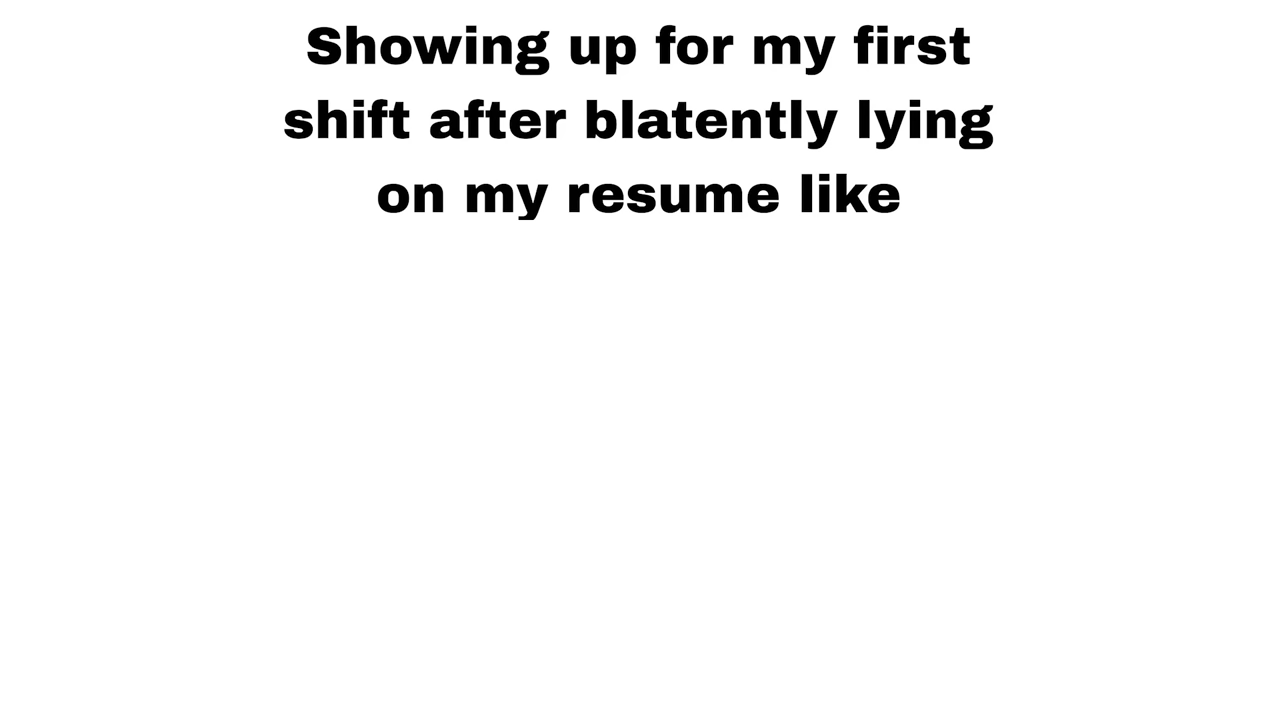 Showing up for my first
shift after blatently lying
on my resume like